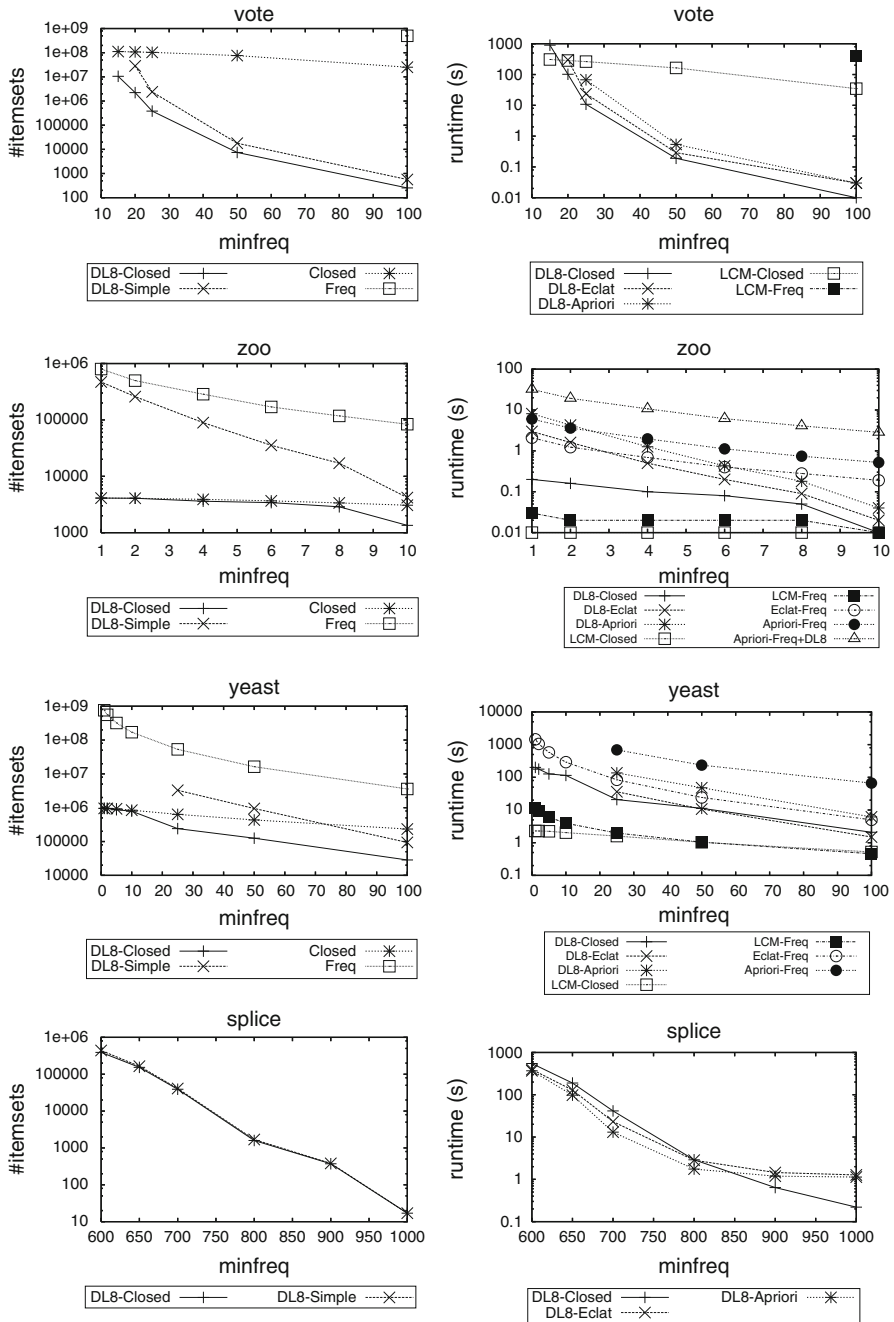 vote
#itemsets
1e+09
1e+08
1e+07
1e+06
100000
10000
1000
100
10 20 30 40 50 60 70 80 90 100
minfreq
DL8-Closed Closed
DL8-Simple Freq
vote
runtime (s)
1000
100
10
1
0.1
0.01
10 20 30 40 50 60 70 80 90 100
minfreq
DL8-Closed LCM-Closed
DL8-Eclat LCM-Freq
DL8-Apriori
zoo
#itemsets
1e+06
100000
10000
1000
1 2 3 4 5 6 7 8 9 10
minfreq
DL8-Closed Closed
DL8-Simple Freq
zoo
runtime (s)
100
10
1
0.1
0.01
1 2 3 4 5 6 7 8 9 10
minfreq
DL8-Closed LCM-Freq
DL8-Eclat Eclat-Freq
DL8-Apriori Apriori-Freq
LCM-Closed Apriori-Freq+DL8
yeast
#itemsets
1e+09
1e+08
1e+07
1e+06
100000
10000
0 10 20 30 40 50 60 70 80 90 100
minfreq
DL8-Closed Closed
DL8-Simple Freq
yeast
runtime (s)
10000
1000
100
10
1
0.1
0 10 20 30 40 50 60 70 80 90 100
minfreq
DL8-Closed LCM-Freq
DL8-Eclat Eclat-Freq
DL8-Apriori Apriori-Freq
LCM-Closed
splice
#itemsets
1e+06
100000
10000
1000
100
10
600 650 700 750 800 850 900 950 1000
minfreq
DL8-Closed DL8-Simple
splice
runtime (s)
1000
100
10
1
0.1
600 650 700 750 800 850 900 950 1000
minfreq
DL8-Closed DL8-Apriori
DL8-Eclat